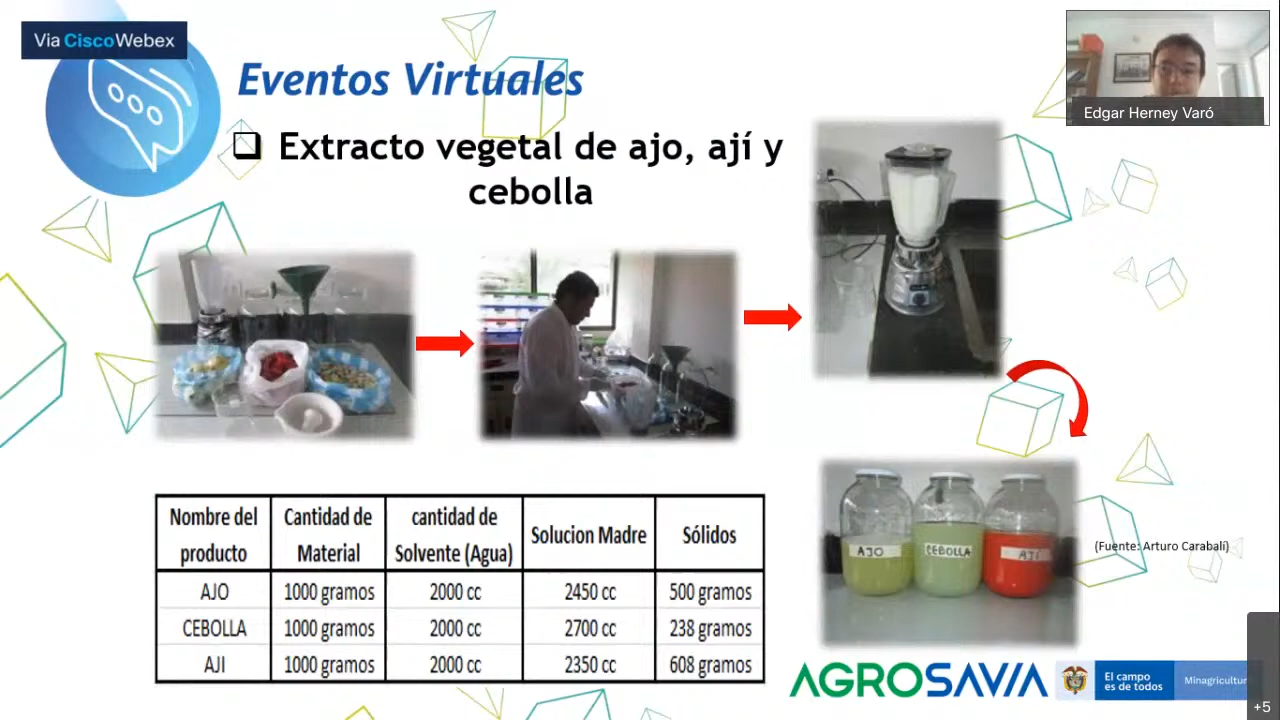 Via CiscoWebex
Eventos Virtuales
Edgar Herney Varó
Extracto vegetal de ajo, ají y
cebolla
AJO
CEBOLLA
AJÍ
(Fuente: Arturo Carabalí)
Nombre del producto Cantidad de Material cantidad de Solvente (Agua) Solucion Madre Sólidos
AJO 1000 gramos 2000 cc 2450 cc 500 gramos
CEBOLLA 1000 gramos 2000 cc 2700 cc 238 gramos
AJI 1000 gramos 2000 cc 2350 cc 608 gramos
AGROSAVIA
El campo
es de todos
Minagricultur
+5